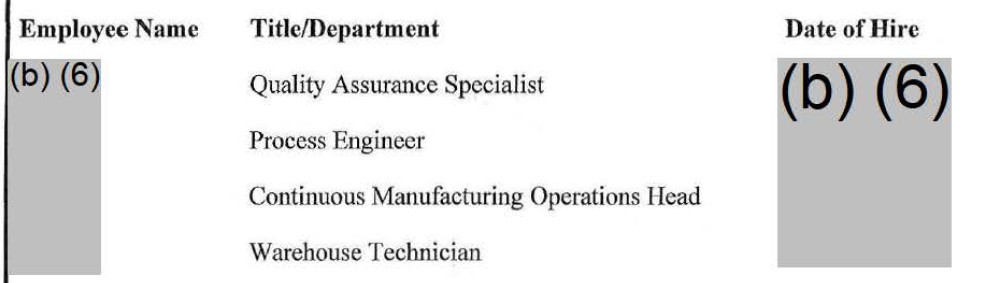 Employee Name Title/Department Date of Hire
(b) (6) Quality Assurance Specialist (b) (6)
Process Engineer
Continuous Manufacturing Operations Head
Warehouse Technician